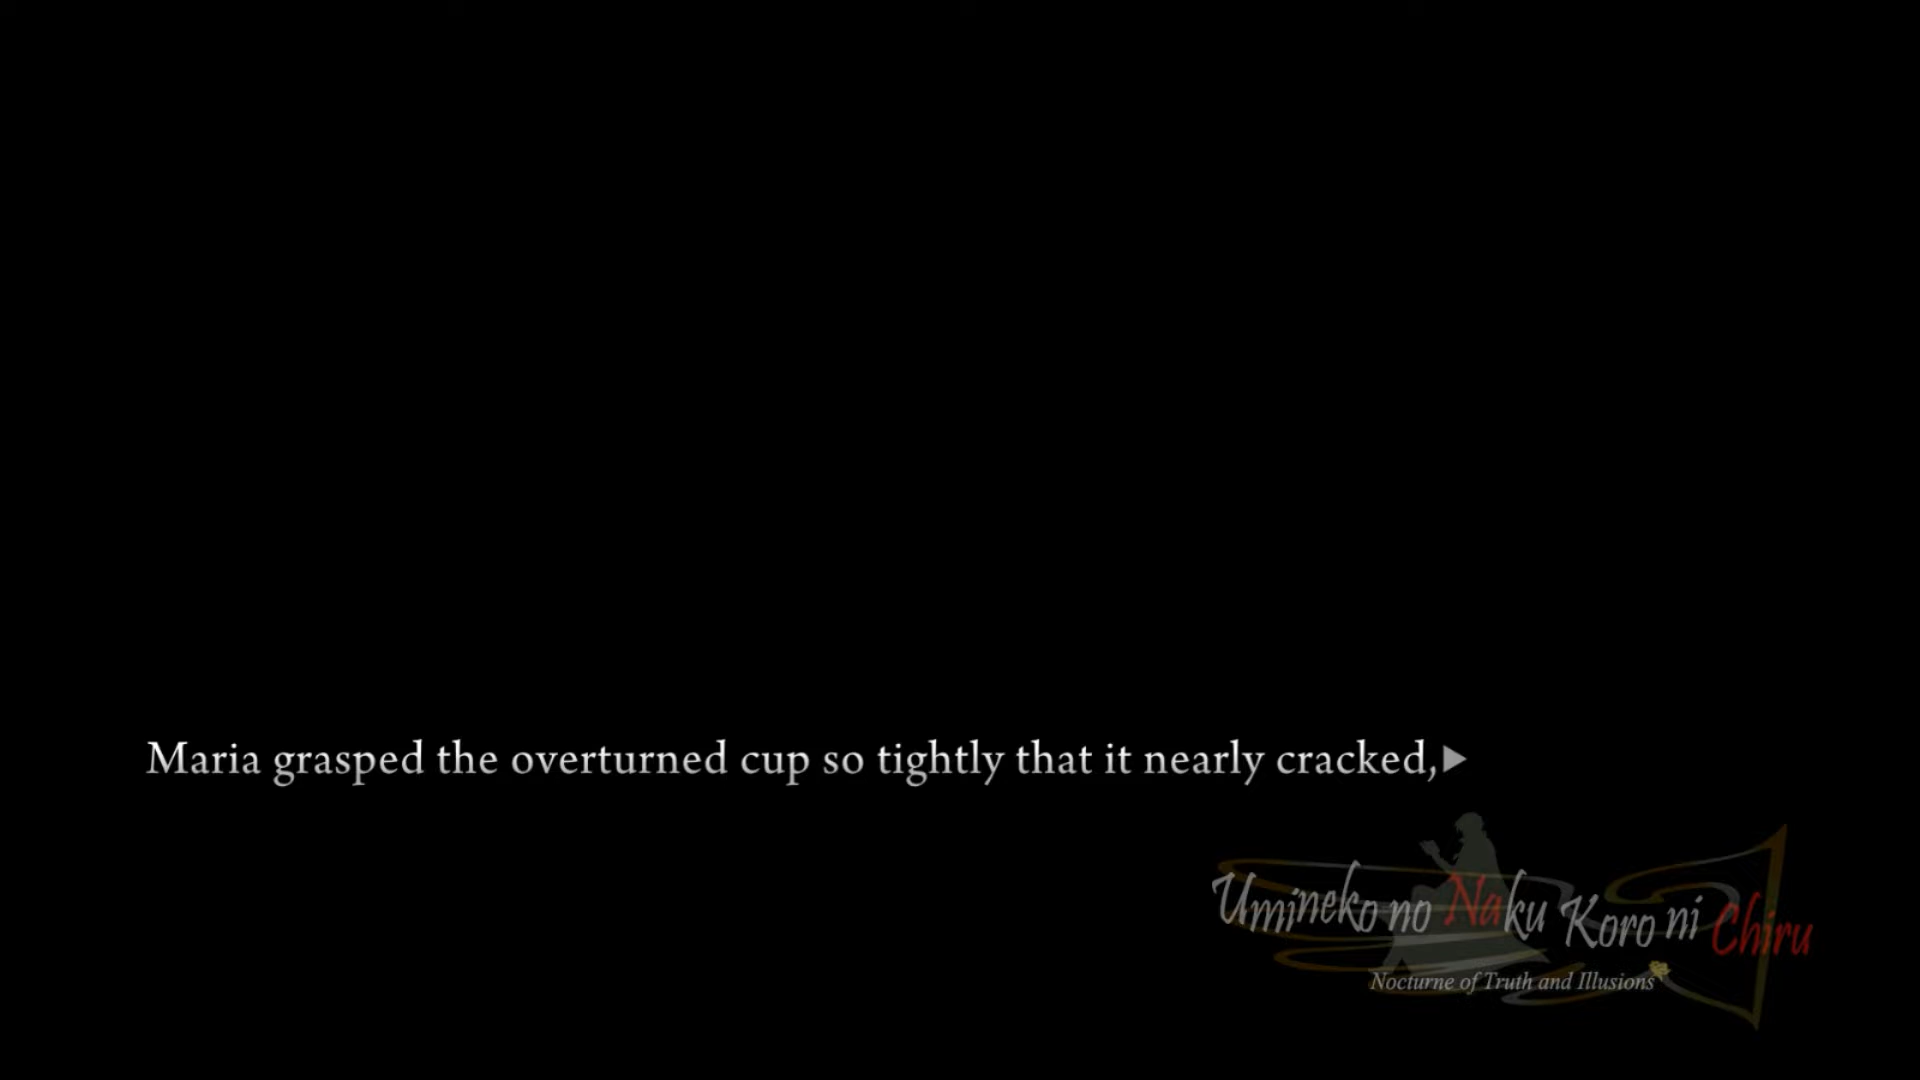 Maria grasped the overturned cup so tightly that it nearly cracked,
Umineko no Naku Koro ni Chiru
Nocturne of Truth and Illusions